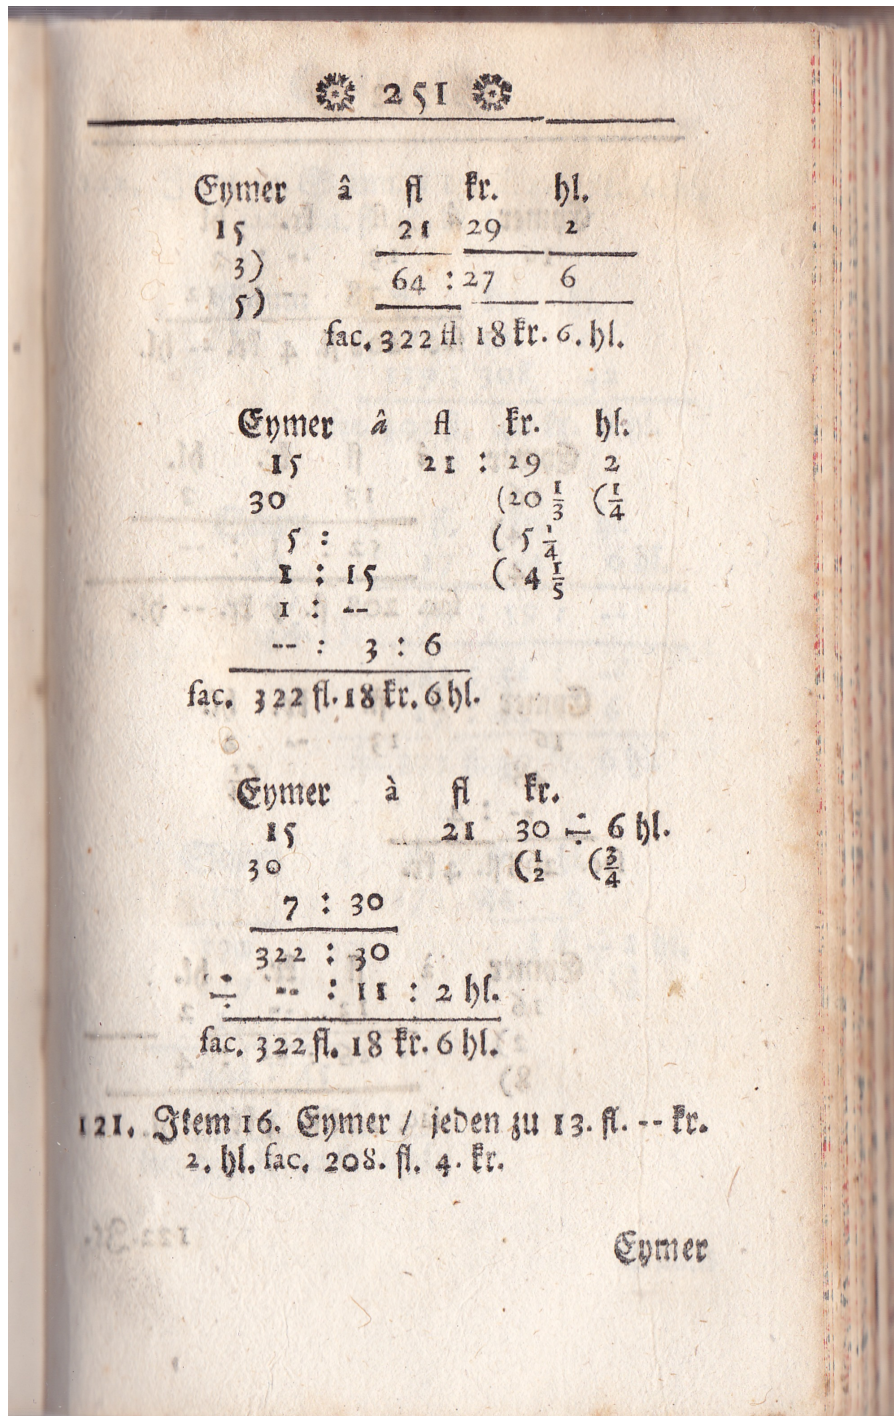 251
Eymer â fl kr. hl.
15 21 29 2
3)
64 : 27 6
5)
fac. 322 fl 18 kr. 6. hl.
Eymer â fl kr. hl.
15 21 : 29 2
30 (20 1/3 (1/4
5 : ( 5 1/4
1 : 15 ( 4 1/5
1 : --
-- : 3 : 6
fac. 322 fl. 18 kr. 6 hl.
Eymer à fl kr.
15 21 30 ÷ 6 hl.
30 (1/2 (3/4
7 : 30
322 : 30
÷ -- : 11 : 2 hl.
fac. 322 fl. 18 kr. 6 hl.
121. Item 16. Eymer / jeden zu 13. fl. -- kr.
2. hl. fac. 208. fl. 4. kr.
Eymer